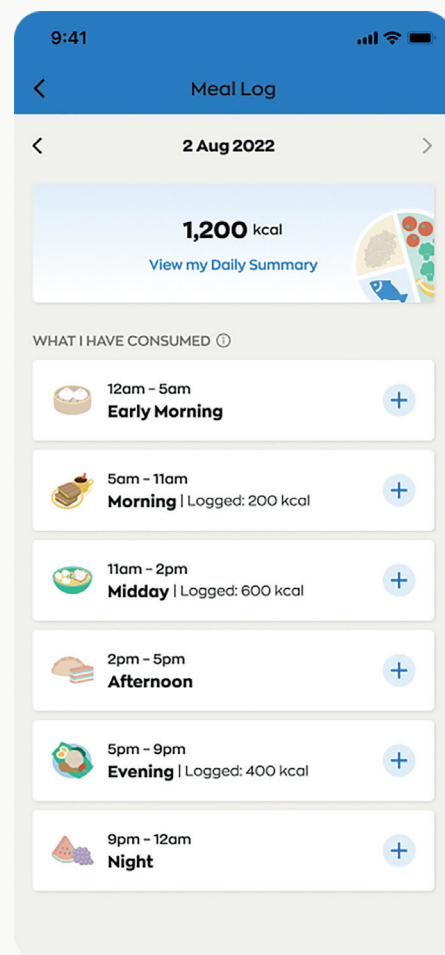 9:41
Meal Log
2 Aug 2022
1,200 kcal
View my Daily Summary
WHAT I HAVE CONSUMED
12am – 5am
Early Morning
5am – 11am
Morning | Logged: 200 kcal
11am – 2pm
Midday | Logged: 600 kcal
2pm – 5pm
Afternoon
5pm – 9pm
Evening | Logged: 400 kcal
9pm – 12am
Night